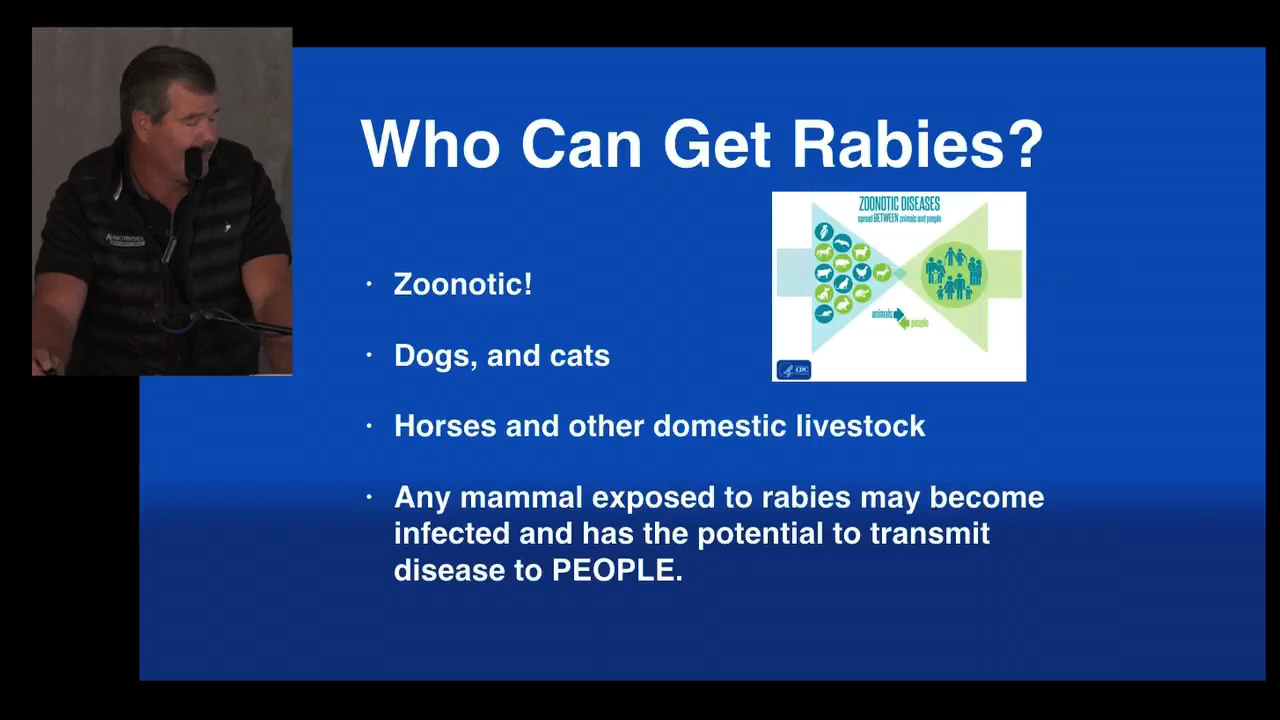 Who Can Get Rabies?
ZOONOTIC DISEASES
spread BETWEEN animals and people
animals
people
CDC
· Zoonotic!
· Dogs, and cats
· Horses and other domestic livestock
· Any mammal exposed to rabies may become
infected and has the potential to transmit
disease to PEOPLE.